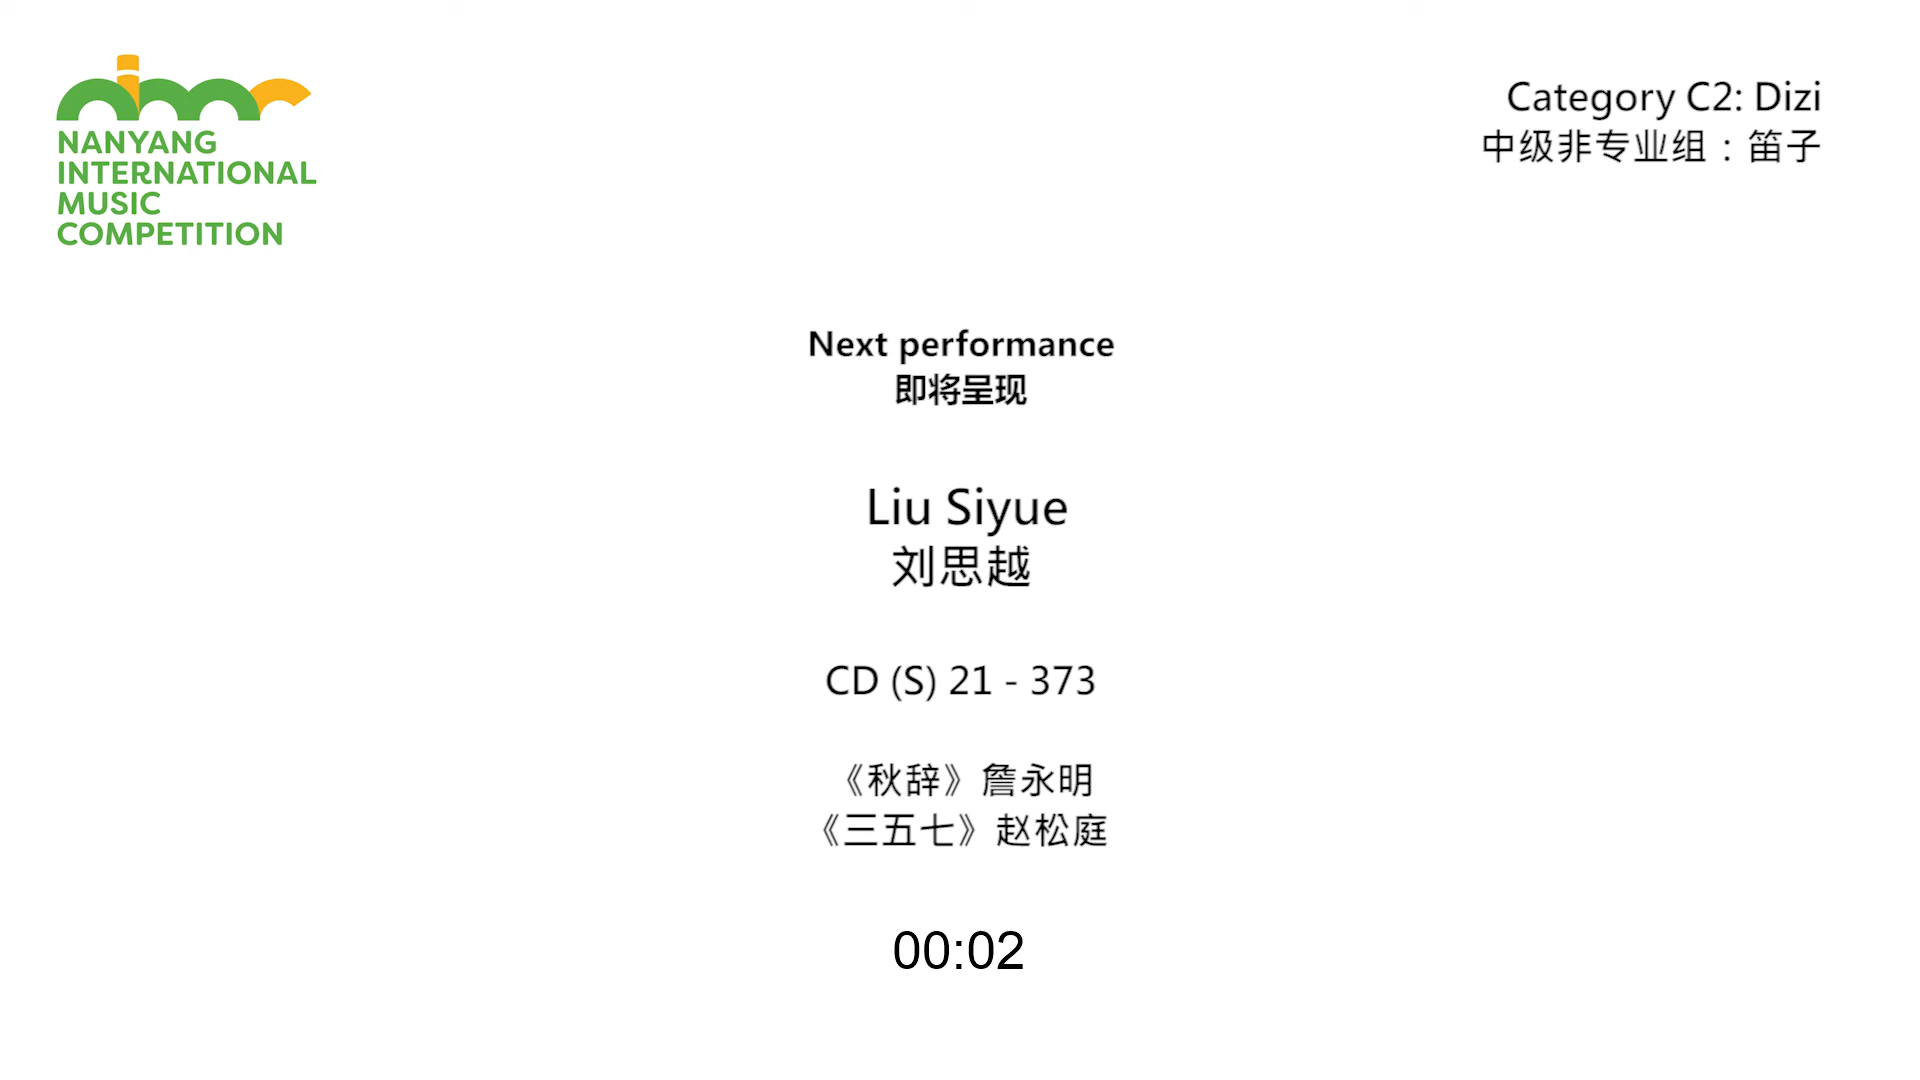 nimc
NANYANG
INTERNATIONAL
MUSIC
COMPETITION
Category C2: Dizi
中级非专业组：笛子
Next performance
即将呈现
Liu Siyue
刘思越
CD (S) 21 - 373
《秋辞》詹永明
《三五七》赵松庭
00:02